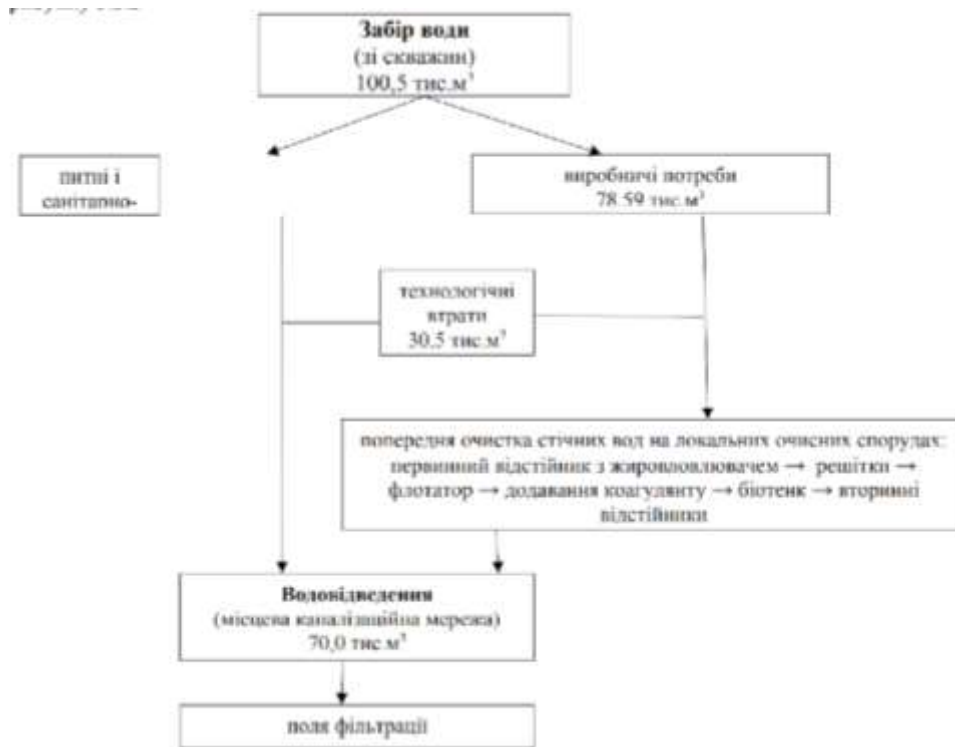 Забір води
(зі скважин)
100,5 тис.м³
питні і
санітарно-
виробничі потреби
78.59 тис.м³
технологічні
втрати
30.5 тис.м³
попередня очистка стічних вод на локальних очисних спорудах:
первинний відстійник з жировловлювачем → решітки →
флотатор → додавання коагулянту → біотенк → вторинні
відстійники
Водовідведення
(місцева каналізаційна мережа)
70,0 тис.м³
поля фільтрації